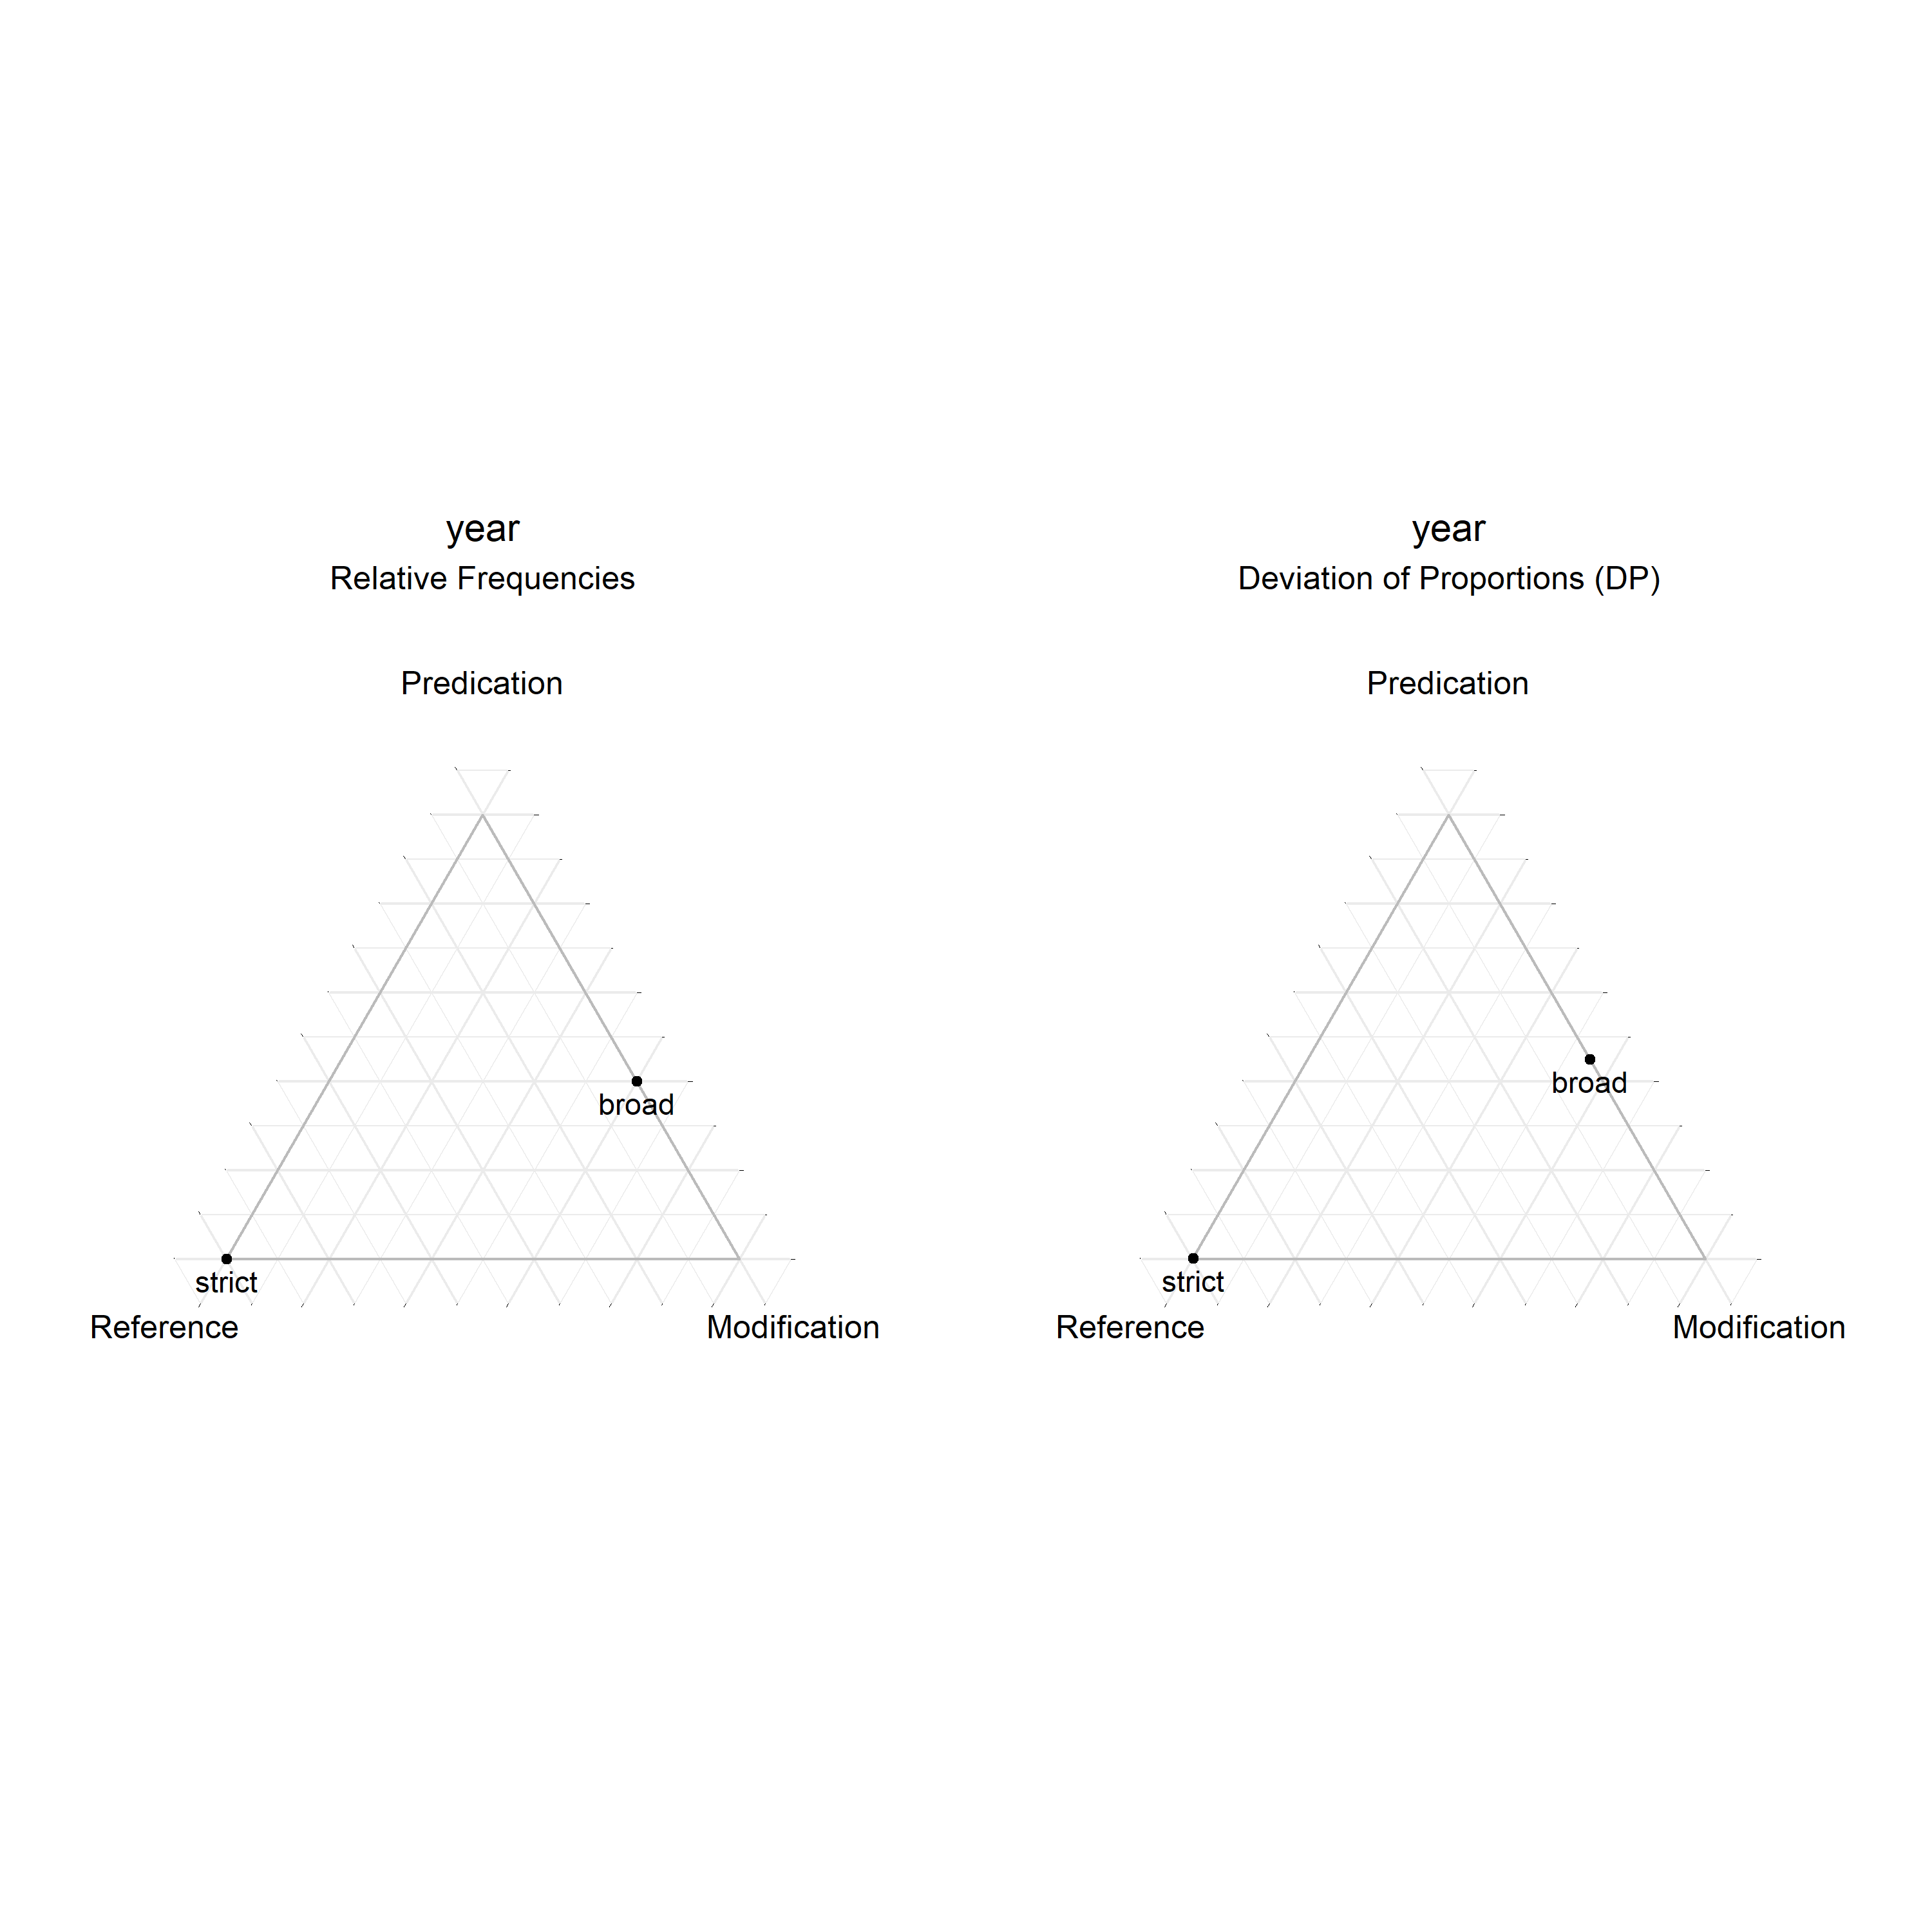 year
Relative Frequencies
Predication
broad
strict
Reference
Modification
year
Deviation of Proportions (DP)
Predication
broad
strict
Reference
Modification